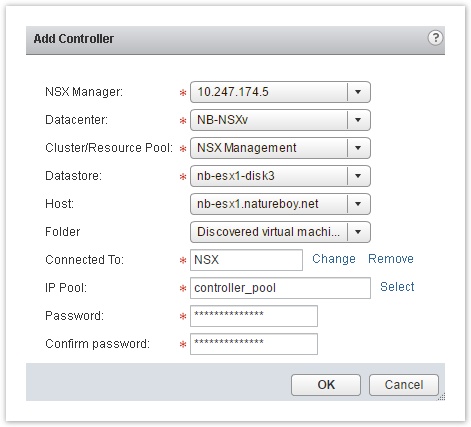 Add Controller ?
NSX Manager: * 10.247.174.5
Datacenter: * NB-NSXv
Cluster/Resource Pool: * NSX Management
Datastore: * nb-esx1-disk3
Host: nb-esx1.natureboy.net
Folder Discovered virtual machi...
Connected To: * NSX Change Remove
IP Pool: * controller_pool Select
Password: * **************
Confirm password: * **************
OK Cancel